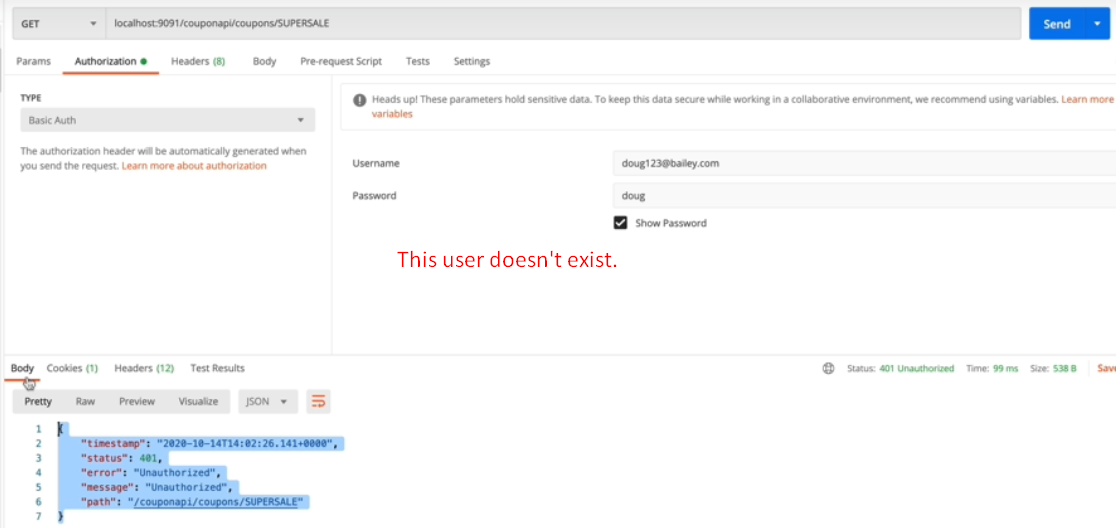 GET localhost:9091/couponapi/coupons/SUPERSALE Send
Params Authorization Headers (8) Body Pre-request Script Tests Settings
TYPE
Basic Auth
The authorization header will be automatically generated when
you send the request. Learn more about authorization
Heads up! These parameters hold sensitive data. To keep this data secure while working in a collaborative environment, we recommend using variables. Learn more
variables
Username doug123@bailey.com
Password doug
Show Password
This user doesn't exist.
Body Cookies (1) Headers (12) Test Results Status: 401 Unauthorized Time: 99 ms Size: 538 B Save
Pretty Raw Preview Visualize JSON
1 {
2 "timestamp": "2020-10-14T14:02:26.141+0000",
3 "status": 401,
4 "error": "Unauthorized",
5 "message": "Unauthorized",
6 "path": "/couponapi/coupons/SUPERSALE"
7 }